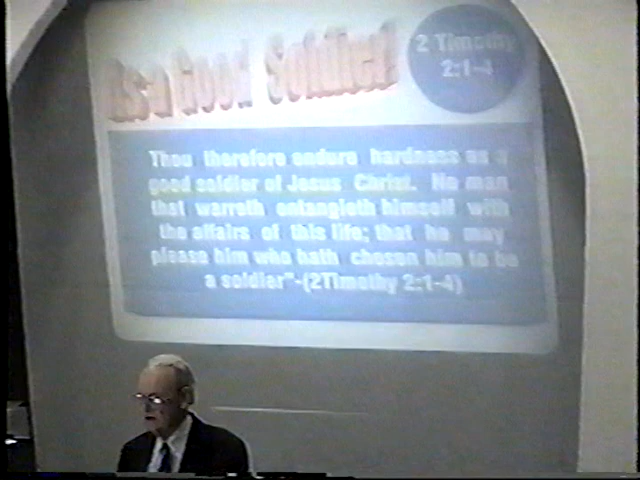 As a Good Soldier!
2 Timothy
2:1-4
Thou therefore endure hardness as a
good soldier of Jesus Christ. No man
that warreth entangleth himself with
the affairs of this life; that he may
please him who hath chosen him to be
a soldier"-(2Timothy 2:1-4)